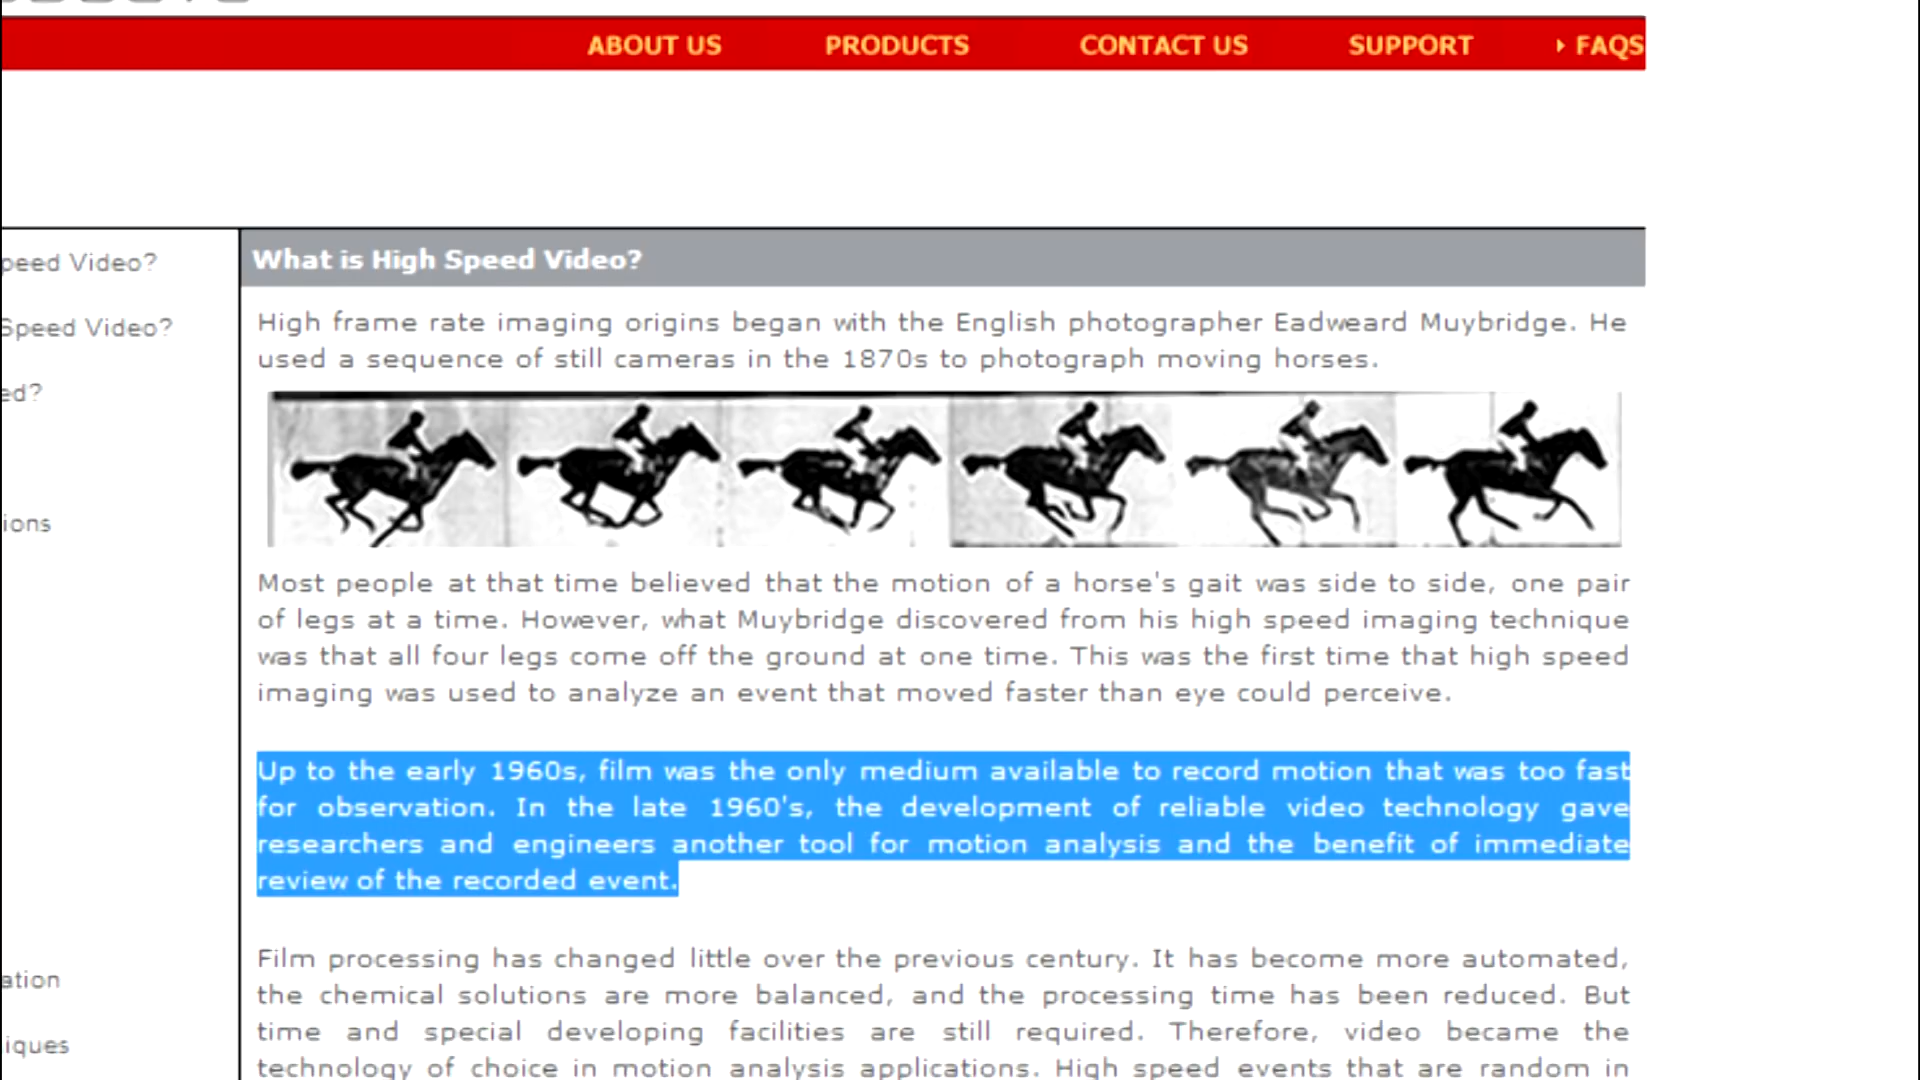 ABOUT US PRODUCTS CONTACT US SUPPORT FAQS
peed Video?
Speed Video?
ed?
ions
ation
iques
What is High Speed Video?
High frame rate imaging origins began with the English photographer Eadweard Muybridge. He
used a sequence of still cameras in the 1870s to photograph moving horses.
Most people at that time believed that the motion of a horse's gait was side to side, one pair
of legs at a time. However, what Muybridge discovered from his high speed imaging technique
was that all four legs come off the ground at one time. This was the first time that high speed
imaging was used to analyze an event that moved faster than eye could perceive.
Up to the early 1960s, film was the only medium available to record motion that was too fast
for observation. In the late 1960's, the development of reliable video technology gave
researchers and engineers another tool for motion analysis and the benefit of immediate
review of the recorded event.
Film processing has changed little over the previous century. It has become more automated,
the chemical solutions are more balanced, and the processing time has been reduced. But
time and special developing facilities are still required. Therefore, video became the
technology of choice in motion analysis applications. High speed events that are random in